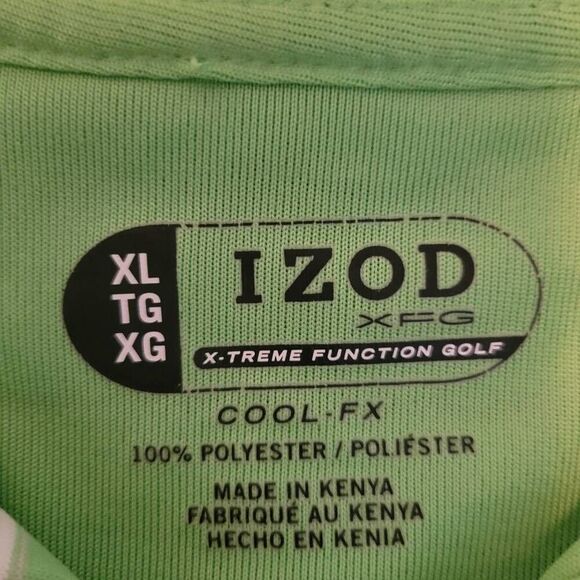 XL
TG
XG
IZOD
XFG
X-TREME FUNCTION GOLF
COOL-FX
100% POLYESTER / POLIÉSTER
MADE IN KENYA
FABRIQUÉ AU KENYA
HECHO EN KENIA